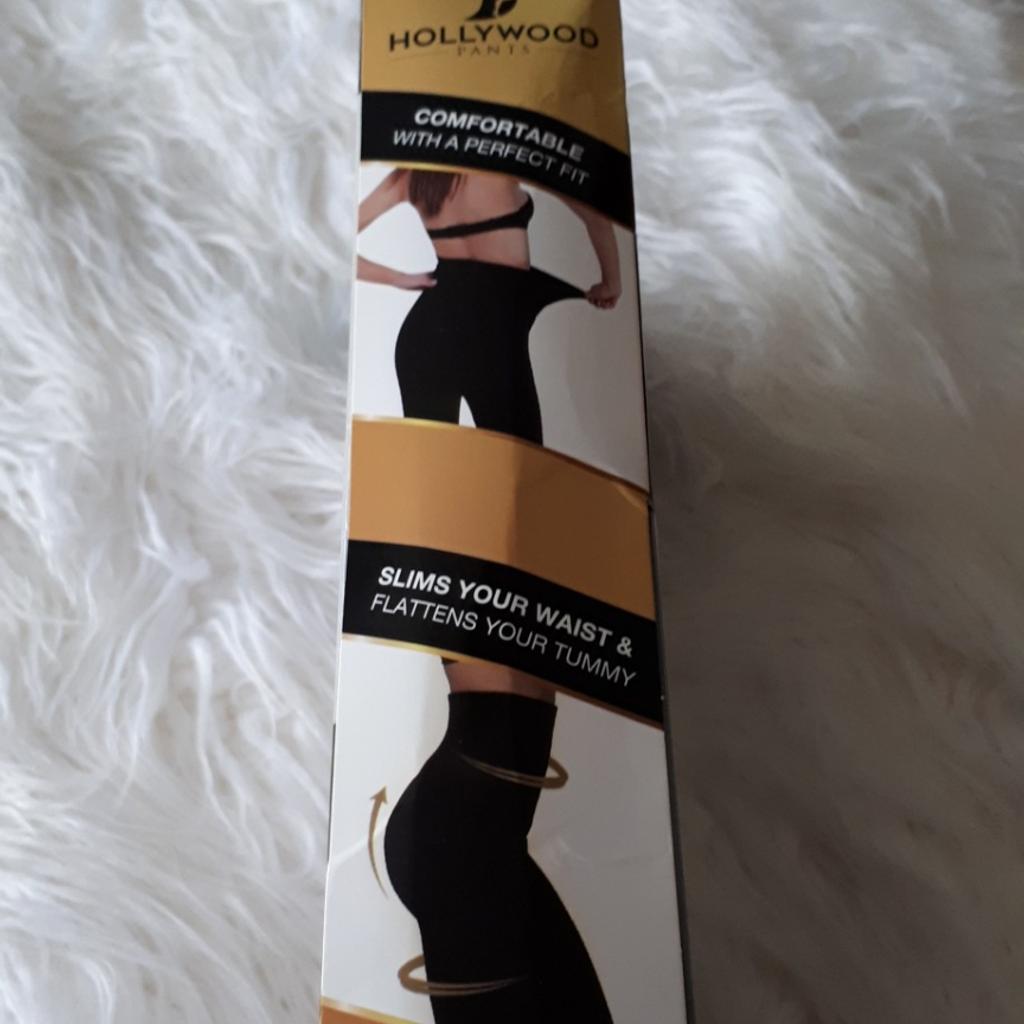 HOLLYWOOD
PANTS
COMFORTABLE
WITH A PERFECT FIT
SLIMS YOUR WAIST &
FLATTENS YOUR TUMMY